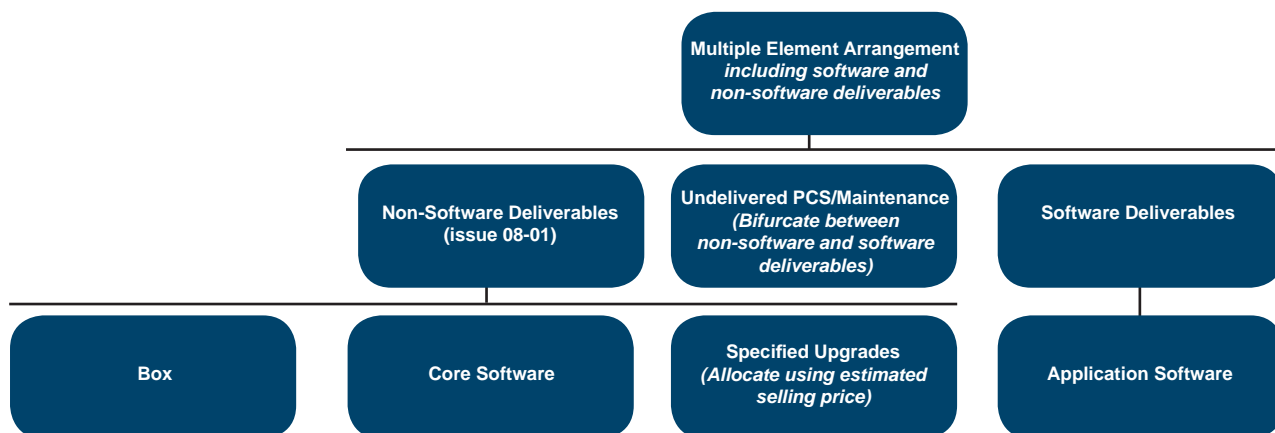 Multiple Element Arrangement
including software and
non-software deliverables
Non-Software Deliverables
(issue 08-01)
Undelivered PCS/Maintenance
(Bifurcate between
non-software and software
deliverables)
Software Deliverables
Box
Core Software
Specified Upgrades
(Allocate using estimated
selling price)
Application Software